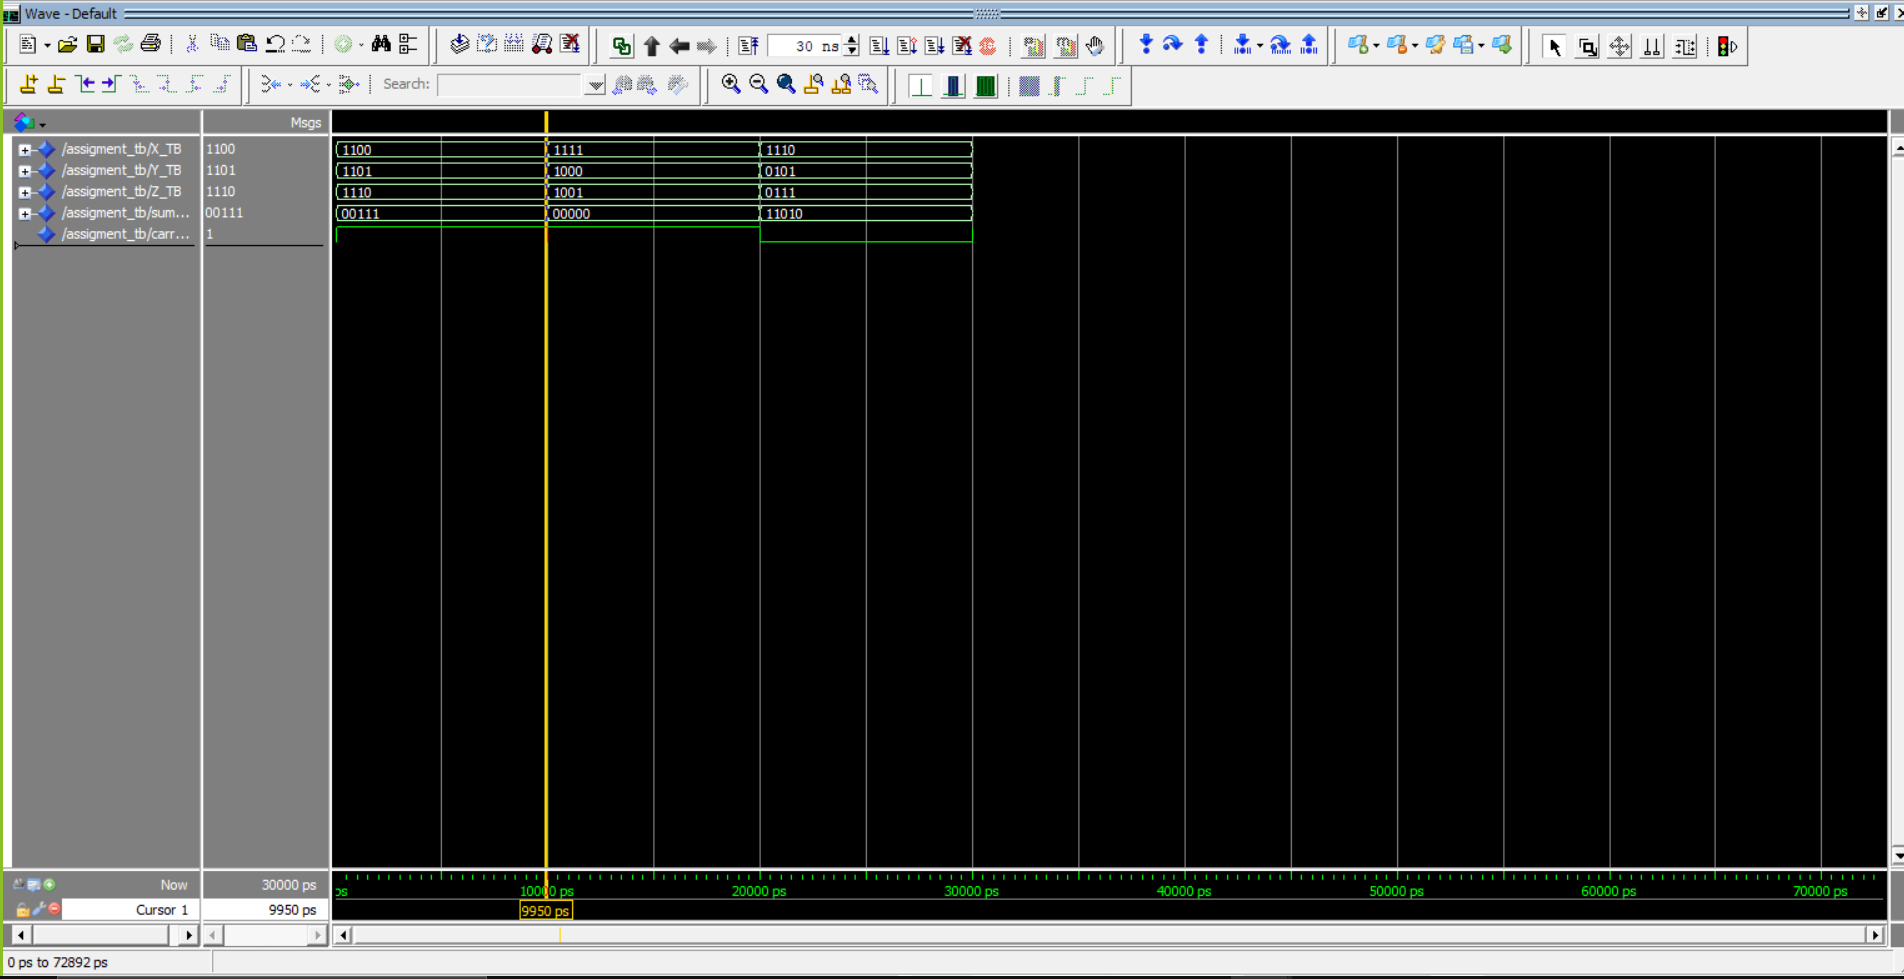 Wave - Default
30 ns
Search:
Msgs
/assigment_tb/X_TB 1100 1100 1111 1110
/assigment_tb/Y_TB 1101 1101 1000 0101
/assigment_tb/Z_TB 1110 1110 1001 0111
/assigment_tb/sum... 00111 00111 00000 11010
/assigment_tb/carr... 1
Now 30000 ps ps 10000 ps 20000 ps 30000 ps 40000 ps 50000 ps 60000 ps 70000 ps
Cursor 1 9950 ps 9950 ps
0 ps to 72892 ps